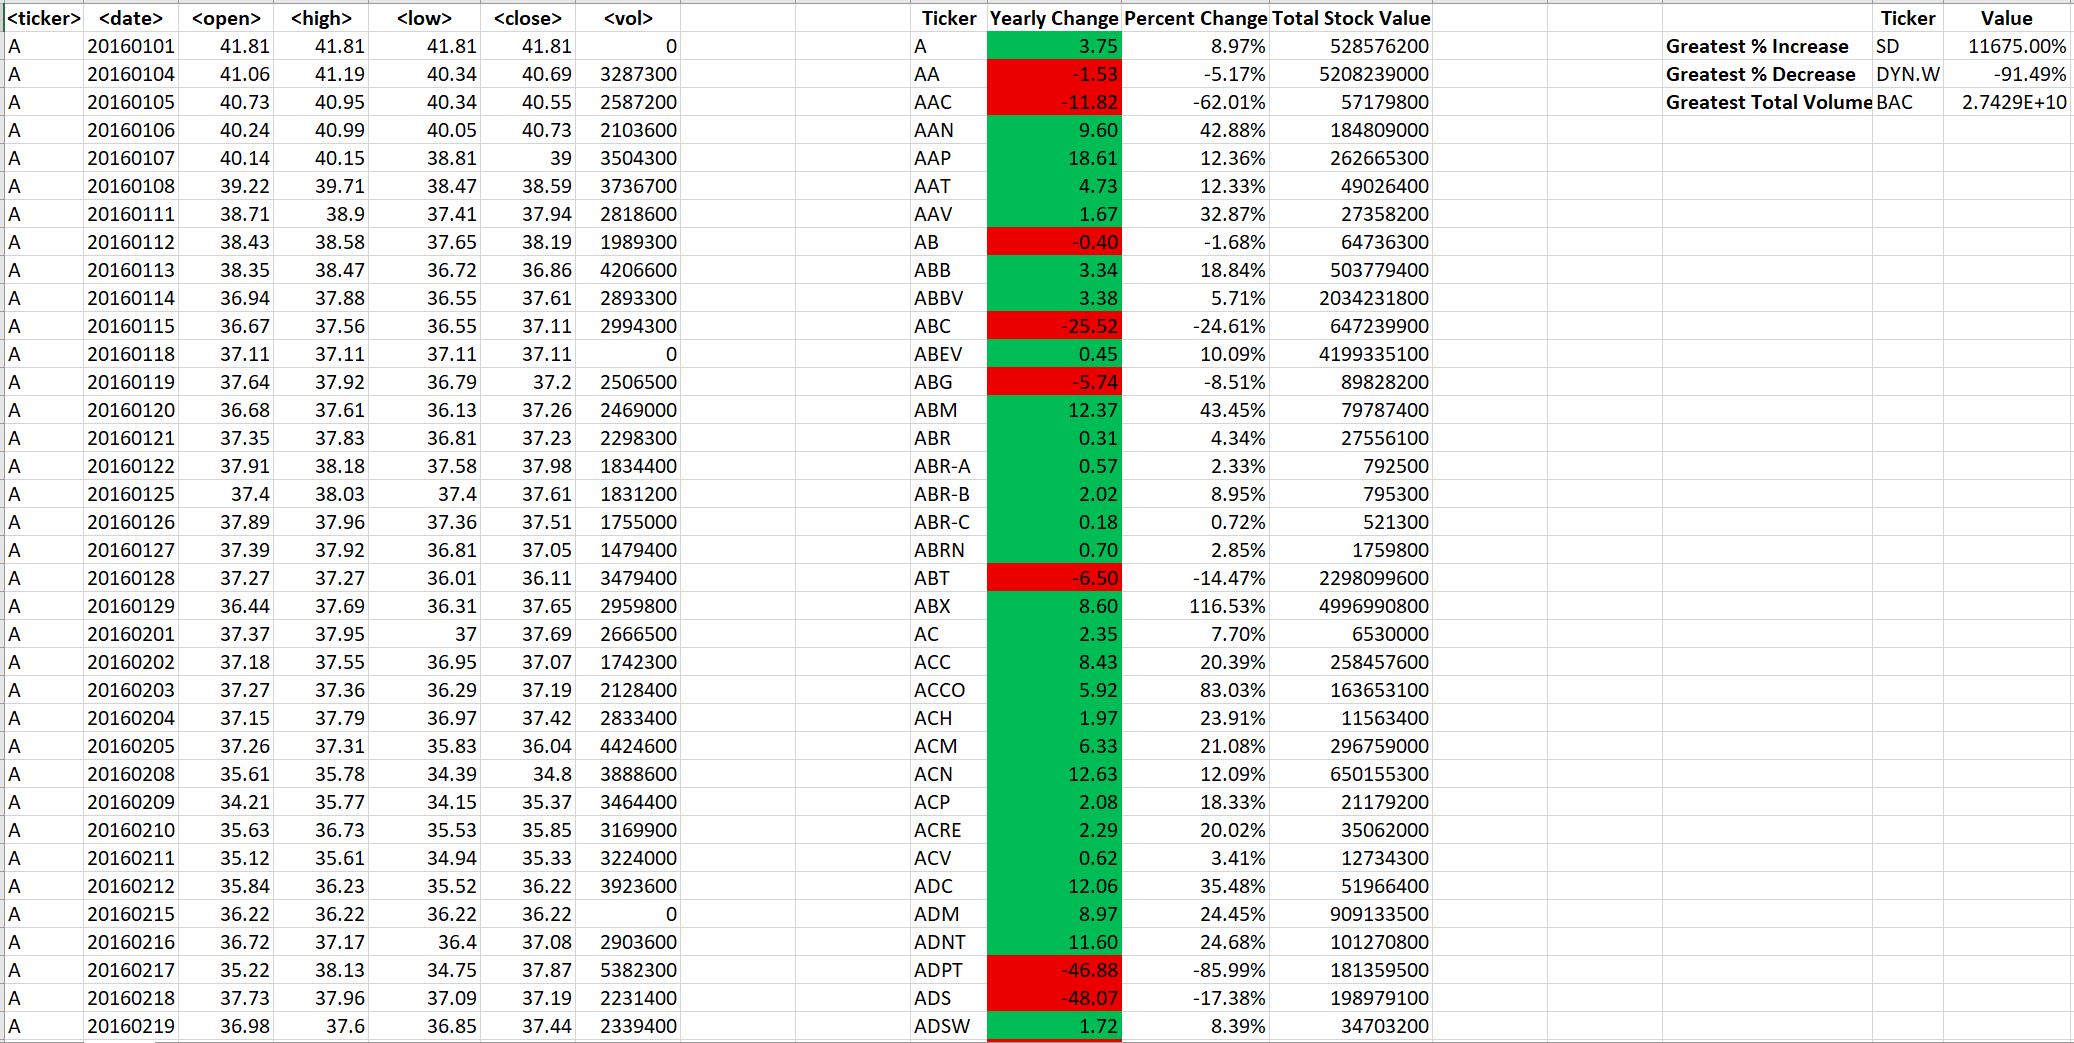 <ticker> <date> <open> <high> <low> <close> <vol> Ticker Yearly Change Percent Change Total Stock Value Ticker Value
A 20160101 41.81 41.81 41.81 41.81 0 A 3.75 8.97% 528576200 Greatest % Increase SD 11675.00%
A 20160104 41.06 41.19 40.34 40.69 3287300 AA -1.53 -5.17% 5208239000 Greatest % Decrease DYN.W -91.49%
A 20160105 40.73 40.95 40.34 40.55 2587200 AAC -11.82 -62.01% 57179800 Greatest Total Volume BAC 2.7429E+10
A 20160106 40.24 40.99 40.05 40.73 2103600 AAN 9.60 42.88% 184809000
A 20160107 40.14 40.15 38.81 39 3504300 AAP 18.61 12.36% 262665300
A 20160108 39.22 39.71 38.47 38.59 3736700 AAT 4.73 12.33% 49026400
A 20160111 38.71 38.9 37.41 37.94 2818600 AAV 1.67 32.87% 27358200
A 20160112 38.43 38.58 37.65 38.19 1989300 AB -0.40 -1.68% 64736300
A 20160113 38.35 38.47 36.72 36.86 4206600 ABB 3.34 18.84% 503779400
A 20160114 36.94 37.88 36.55 37.61 2893300 ABBV 3.38 5.71% 2034231800
A 20160115 36.67 37.56 36.55 37.11 2994300 ABC -25.52 -24.61% 647239900
A 20160118 37.11 37.11 37.11 37.11 0 ABEV 0.45 10.09% 4199335100
A 20160119 37.64 37.92 36.79 37.2 2506500 ABG -5.74 -8.51% 89828200
A 20160120 36.68 37.61 36.13 37.26 2469000 ABM 12.37 43.45% 79787400
A 20160121 37.35 37.83 36.81 37.23 2298300 ABR 0.31 4.34% 27556100
A 20160122 37.91 38.18 37.58 37.98 1834400 ABR-A 0.57 2.33% 792500
A 20160125 37.4 38.03 37.4 37.61 1831200 ABR-B 2.02 8.95% 795300
A 20160126 37.89 37.96 37.36 37.51 1755000 ABR-C 0.18 0.72% 521300
A 20160127 37.39 37.92 36.81 37.05 1479400 ABRN 0.70 2.85% 1759800
A 20160128 37.27 37.27 36.01 36.11 3479400 ABT -6.50 -14.47% 2298099600
A 20160129 36.44 37.69 36.31 37.65 2959800 ABX 8.60 116.53% 4996990800
A 20160201 37.37 37.95 37 37.69 2666500 AC 2.35 7.70% 6530000
A 20160202 37.18 37.55 36.95 37.07 1742300 ACC 8.43 20.39% 258457600
A 20160203 37.27 37.36 36.29 37.19 2128400 ACCO 5.92 83.03% 163653100
A 20160204 37.15 37.79 36.97 37.42 2833400 ACH 1.97 23.91% 11563400
A 20160205 37.26 37.31 35.83 36.04 4424600 ACM 6.33 21.08% 296759000
A 20160208 35.61 35.78 34.39 34.8 3888600 ACN 12.63 12.09% 650155300
A 20160209 34.21 35.77 34.15 35.37 3464400 ACP 2.08 18.33% 21179200
A 20160210 35.63 36.73 35.53 35.85 3169900 ACRE 2.29 20.02% 35062000
A 20160211 35.12 35.61 34.94 35.33 3224000 ACV 0.62 3.41% 12734300
A 20160212 35.84 36.23 35.52 36.22 3923600 ADC 12.06 35.48% 51966400
A 20160215 36.22 36.22 36.22 36.22 0 ADM 8.97 24.45% 909133500
A 20160216 36.72 37.17 36.4 37.08 2903600 ADNT 11.60 24.68% 101270800
A 20160217 35.22 38.13 34.75 37.87 5382300 ADPT -46.88 -85.99% 181359500
A 20160218 37.73 37.96 37.09 37.19 2231400 ADS -48.07 -17.38% 198979100
A 20160219 36.98 37.6 36.85 37.44 2339400 ADSW 1.72 8.39% 34703200